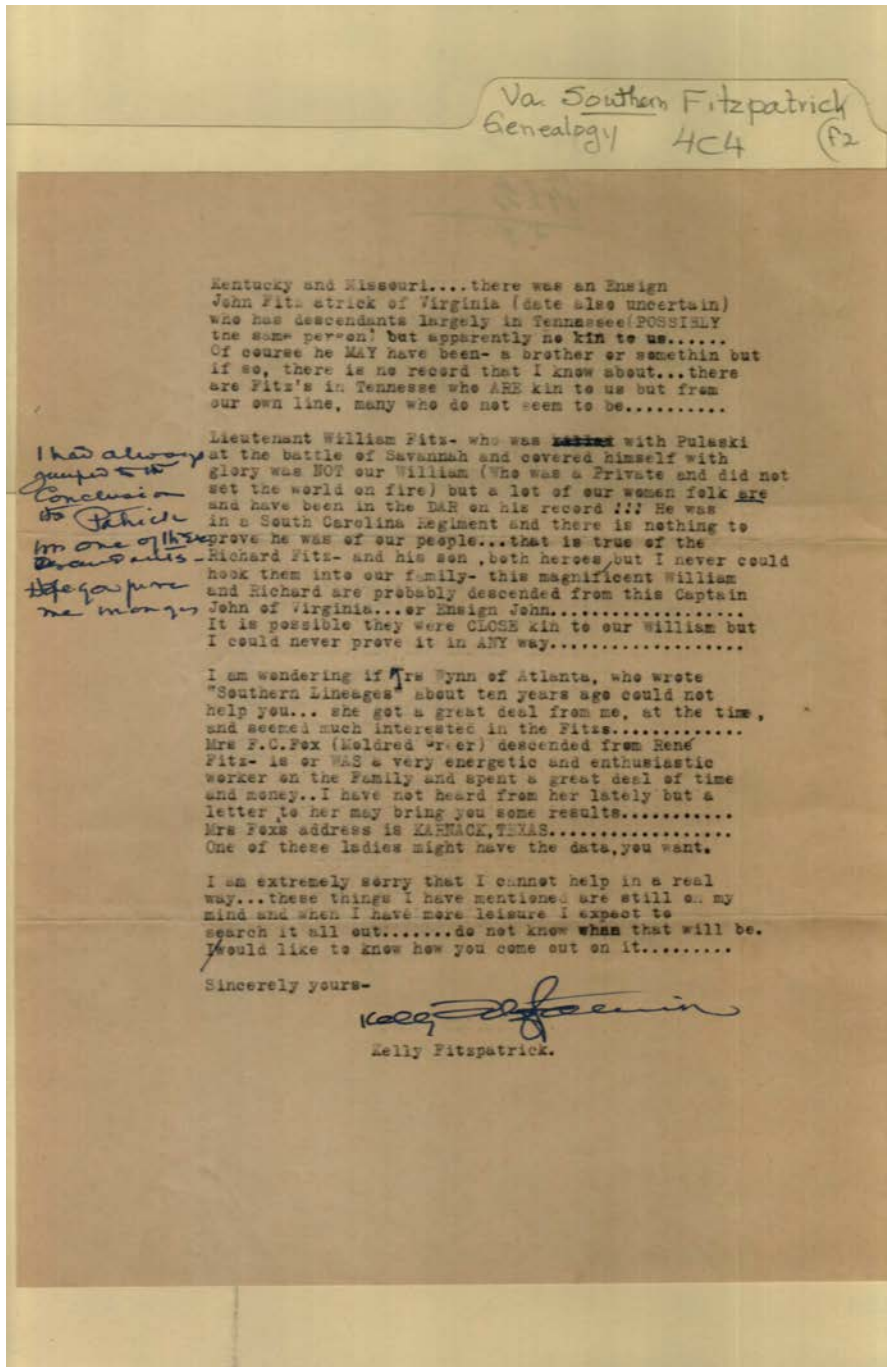 Va. Southern Fitzpatrick
Genealogy 4C4 (F2
Kentucky and Missouri....there was an Ensign
John Fitz atrick of Virginia (date also uncertain)
who has descendants largely in Tennessee(POSSIBLY
the same person! but apparently no kin to us......
Of course he MAY have been- a brother or somethin but
if so, there is no record that I know about...there
are Fitz's in Tennesse who ARE kin to us but from
our own line, many who do not seem to be..........
Lieutenant William Fitz- who was with Pulaski
at the battle of Savannah and covered himself with
glory was NOT our William (Who was a Private and did not
set the world on fire) but a lot of our women folk are
and have been in the DAR on his record !!! He was
in a South Carolina Regiment and there is nothing to
prove he was of our people...that is true of the
Richard Fitz- and his son ,both heroes,but I never could
hook them into our family- this magnificent William
and Richard are probably descended from this Captain
John of Virginia...or Ensign John...................
It is possible they were CLOSE kin to our William but
I could never prove it in ANY way...................
I had always
jumped to the
Conclusion
Patrick
one of these
descendants-
Hope you prove
me wrong
I am wondering if Mrs Wynn of Atlanta, who wrote
"Southern Lineages" about ten years ago could not
help you... she got a great deal from me, at the time,
and seemed much interested in the Fitzs.............
Mrs F.C.Fox (Meldred ) descended from René
Fitz- is or WAS a very energetic and enthusiastic
worker on the Family and spent a great deal of time
and money..I have not heard from her lately but a
letter to her may bring you some results...........
Mrs Foxs address is KARNACK,TEXAS..................
One of these ladies might have the data,you want.
I am extremely sorry that I cannot help in a real
way...these things I have mentioned are still on my
mind and when I have more leisure I expect to
search it all out.......do not know whan that will be.
I would like to know how you come out on it.........
Sincerely yours-
Kelly Fitzpatrick
Kelly Fitzpatrick.